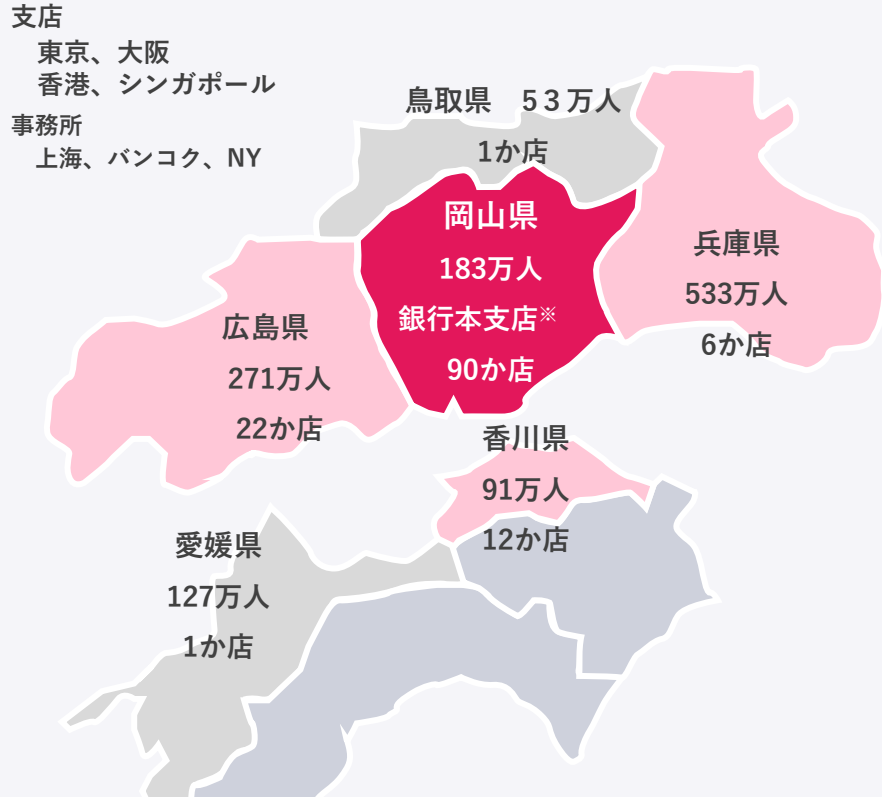 支店
東京、大阪
香港、シンガポール
事務所
上海、バンコク、NY
鳥取県 5３万人
1か店
岡山県
183万人
銀行本支店※
90か店
兵庫県
533万人
6か店
広島県
271万人
22か店
香川県
91万人
12か店
愛媛県
127万人
1か店